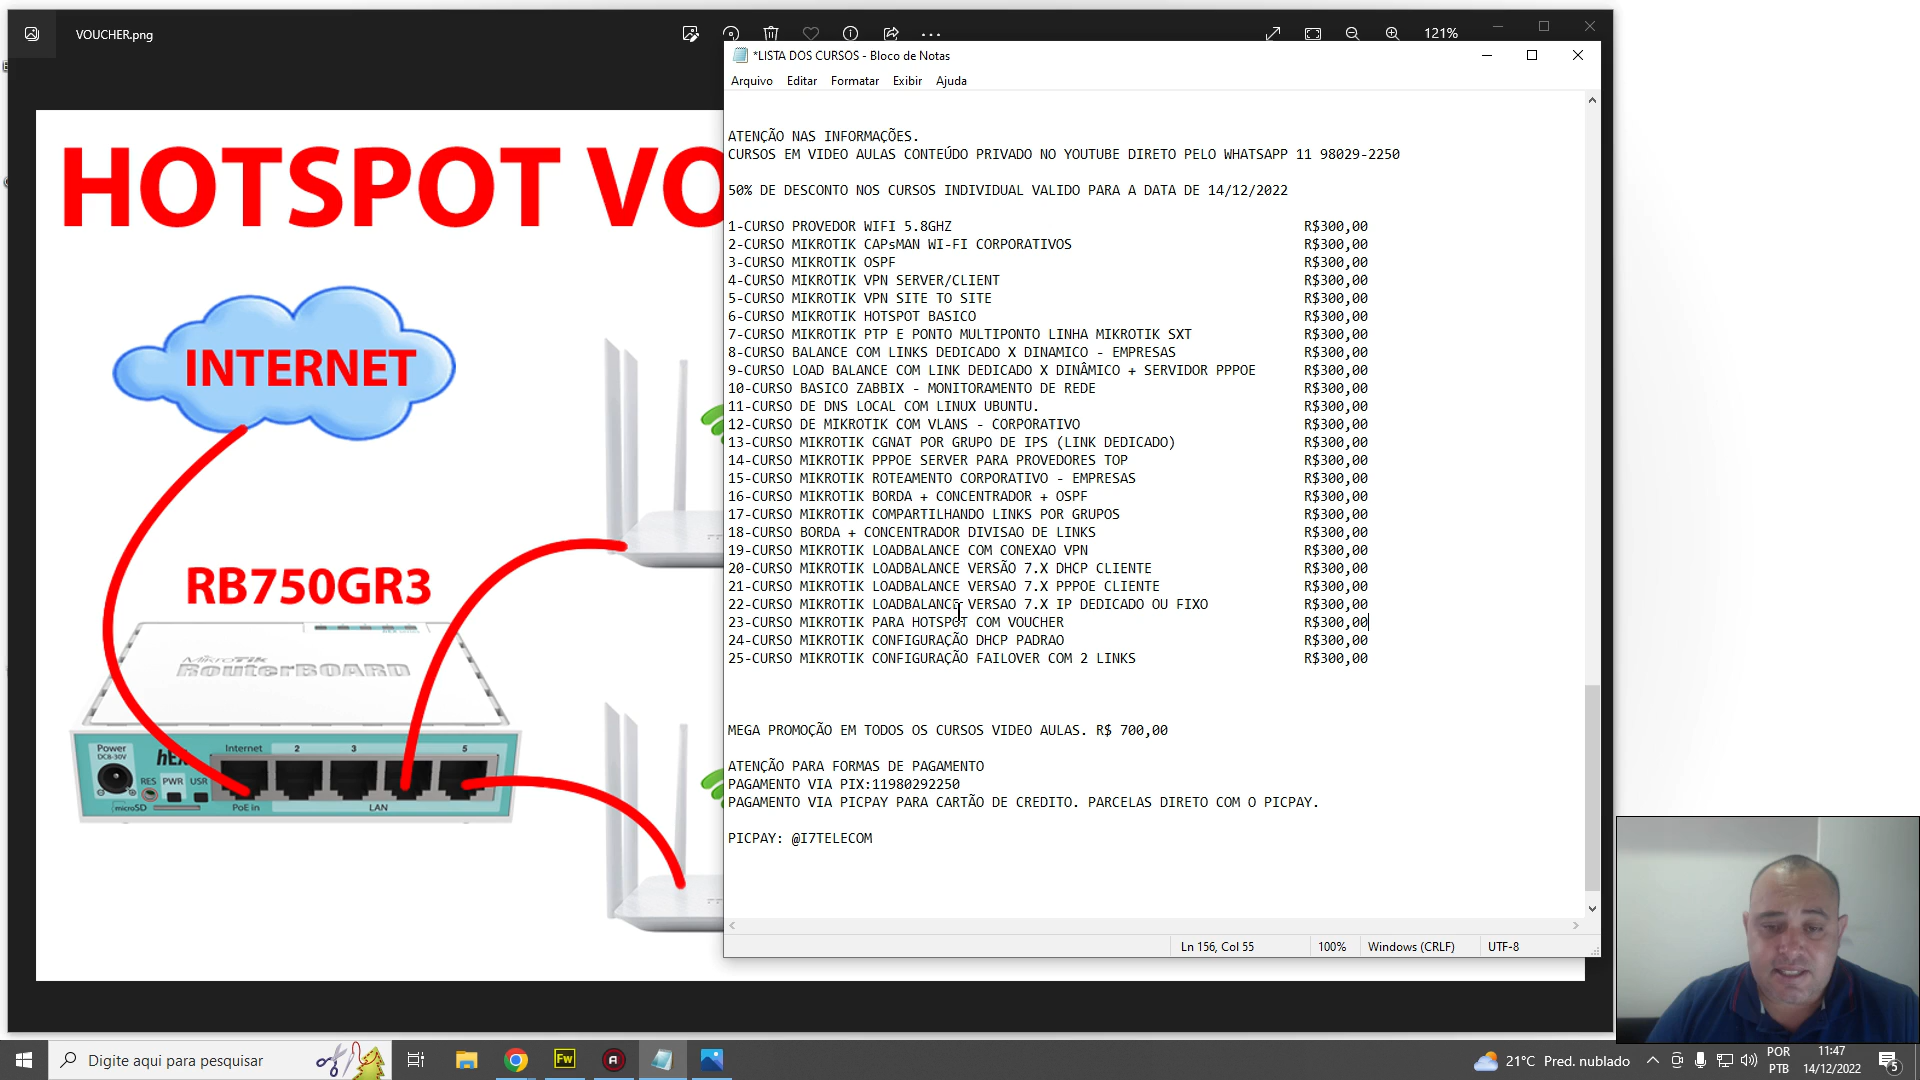 VOUCHER.png
121%
*LISTA DOS CURSOS - Bloco de Notas
Arquivo Editar Formatar Exibir Ajuda
HOTSPOT VO
INTERNET
RB750GR3
MikroTik
RouterBOARD
Power
DC8-30V
hEX
RES PWR USR
microSD
Internet 2 3 5
PoE in LAN
ATENÇÃO NAS INFORMAÇÕES.
CURSOS EM VIDEO AULAS CONTEÚDO PRIVADO NO YOUTUBE DIRETO PELO WHATSAPP 11 98029-2250
50% DE DESCONTO NOS CURSOS INDIVIDUAL VALIDO PARA A DATA DE 14/12/2022
1-CURSO PROVEDOR WIFI 5.8GHZ R$300,00
2-CURSO MIKROTIK CAPsMAN WI-FI CORPORATIVOS R$300,00
3-CURSO MIKROTIK OSPF R$300,00
4-CURSO MIKROTIK VPN SERVER/CLIENT R$300,00
5-CURSO MIKROTIK VPN SITE TO SITE R$300,00
6-CURSO MIKROTIK HOTSPOT BASICO R$300,00
7-CURSO MIKROTIK PTP E PONTO MULTIPONTO LINHA MIKROTIK SXT R$300,00
8-CURSO BALANCE COM LINKS DEDICADO X DINAMICO - EMPRESAS R$300,00
9-CURSO LOAD BALANCE COM LINK DEDICADO X DINÂMICO + SERVIDOR PPPOE R$300,00
10-CURSO BASICO ZABBIX - MONITORAMENTO DE REDE R$300,00
11-CURSO DE DNS LOCAL COM LINUX UBUNTU. R$300,00
12-CURSO DE MIKROTIK COM VLANS - CORPORATIVO R$300,00
13-CURSO MIKROTIK CGNAT POR GRUPO DE IPS (LINK DEDICADO) R$300,00
14-CURSO MIKROTIK PPPOE SERVER PARA PROVEDORES TOP R$300,00
15-CURSO MIKROTIK ROTEAMENTO CORPORATIVO - EMPRESAS R$300,00
16-CURSO MIKROTIK BORDA + CONCENTRADOR + OSPF R$300,00
17-CURSO MIKROTIK COMPARTILHANDO LINKS POR GRUPOS R$300,00
18-CURSO BORDA + CONCENTRADOR DIVISAO DE LINKS R$300,00
19-CURSO MIKROTIK LOADBALANCE COM CONEXAO VPN R$300,00
20-CURSO MIKROTIK LOADBALANCE VERSÃO 7.X DHCP CLIENTE R$300,00
21-CURSO MIKROTIK LOADBALANCE VERSAO 7.X PPPOE CLIENTE R$300,00
22-CURSO MIKROTIK LOADBALANCE VERSAO 7.X IP DEDICADO OU FIXO R$300,00
23-CURSO MIKROTIK PARA HOTSPOT COM VOUCHER R$300,00
24-CURSO MIKROTIK CONFIGURAÇÃO DHCP PADRAO R$300,00
25-CURSO MIKROTIK CONFIGURAÇÃO FAILOVER COM 2 LINKS R$300,00
MEGA PROMOÇÃO EM TODOS OS CURSOS VIDEO AULAS. R$ 700,00
ATENÇÃO PARA FORMAS DE PAGAMENTO
PAGAMENTO VIA PIX:11980292250
PAGAMENTO VIA PICPAY PARA CARTÃO DE CREDITO. PARCELAS DIRETO COM O PICPAY.
PICPAY: @I7TELECOM
Ln 156, Col 55 100% Windows (CRLF) UTF-8
Digite aqui para pesquisar
Fw
21°C Pred. nublado
POR
PTB
11:47
14/12/2022
5